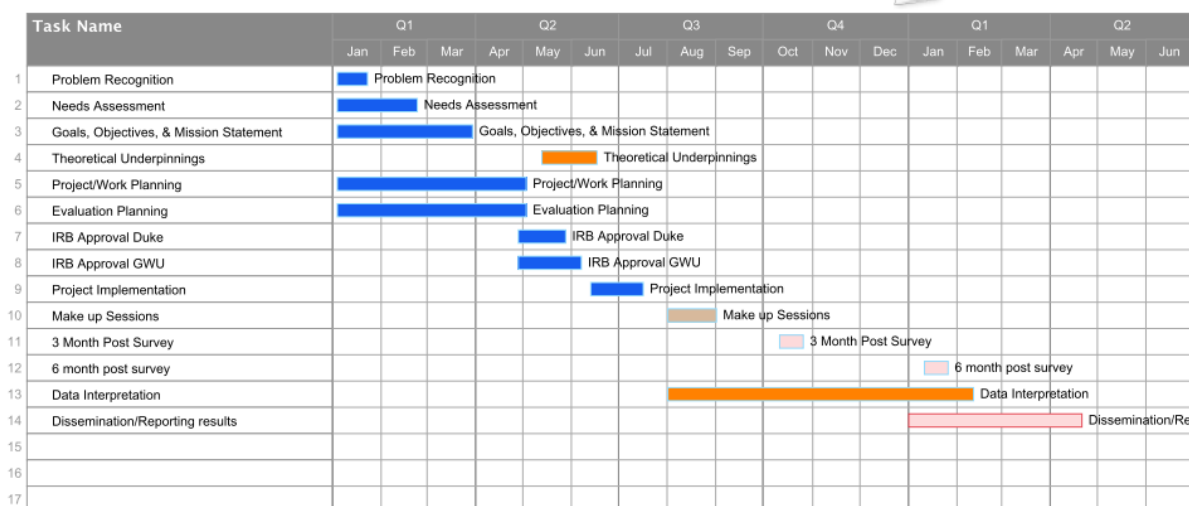 Task Name Q1 Q2 Q3 Q4 Q1 Q2
Jan Feb Mar Apr May Jun Jul Aug Sep Oct Nov Dec Jan Feb Mar Apr May Jun
1 Problem Recognition Problem Recognition
2 Needs Assessment Needs Assessment
3 Goals, Objectives, & Mission Statement Goals, Objectives, & Mission Statement
4 Theoretical Underpinnings Theoretical Underpinnings
5 Project/Work Planning Project/Work Planning
6 Evaluation Planning Evaluation Planning
7 IRB Approval Duke IRB Approval Duke
8 IRB Approval GWU IRB Approval GWU
9 Project Implementation Project Implementation
10 Make up Sessions Make up Sessions
11 3 Month Post Survey 3 Month Post Survey
12 6 month post survey 6 month post survey
13 Data Interpretation Data Interpretation
14 Dissemination/Reporting results Dissemination/Re
15
16
17